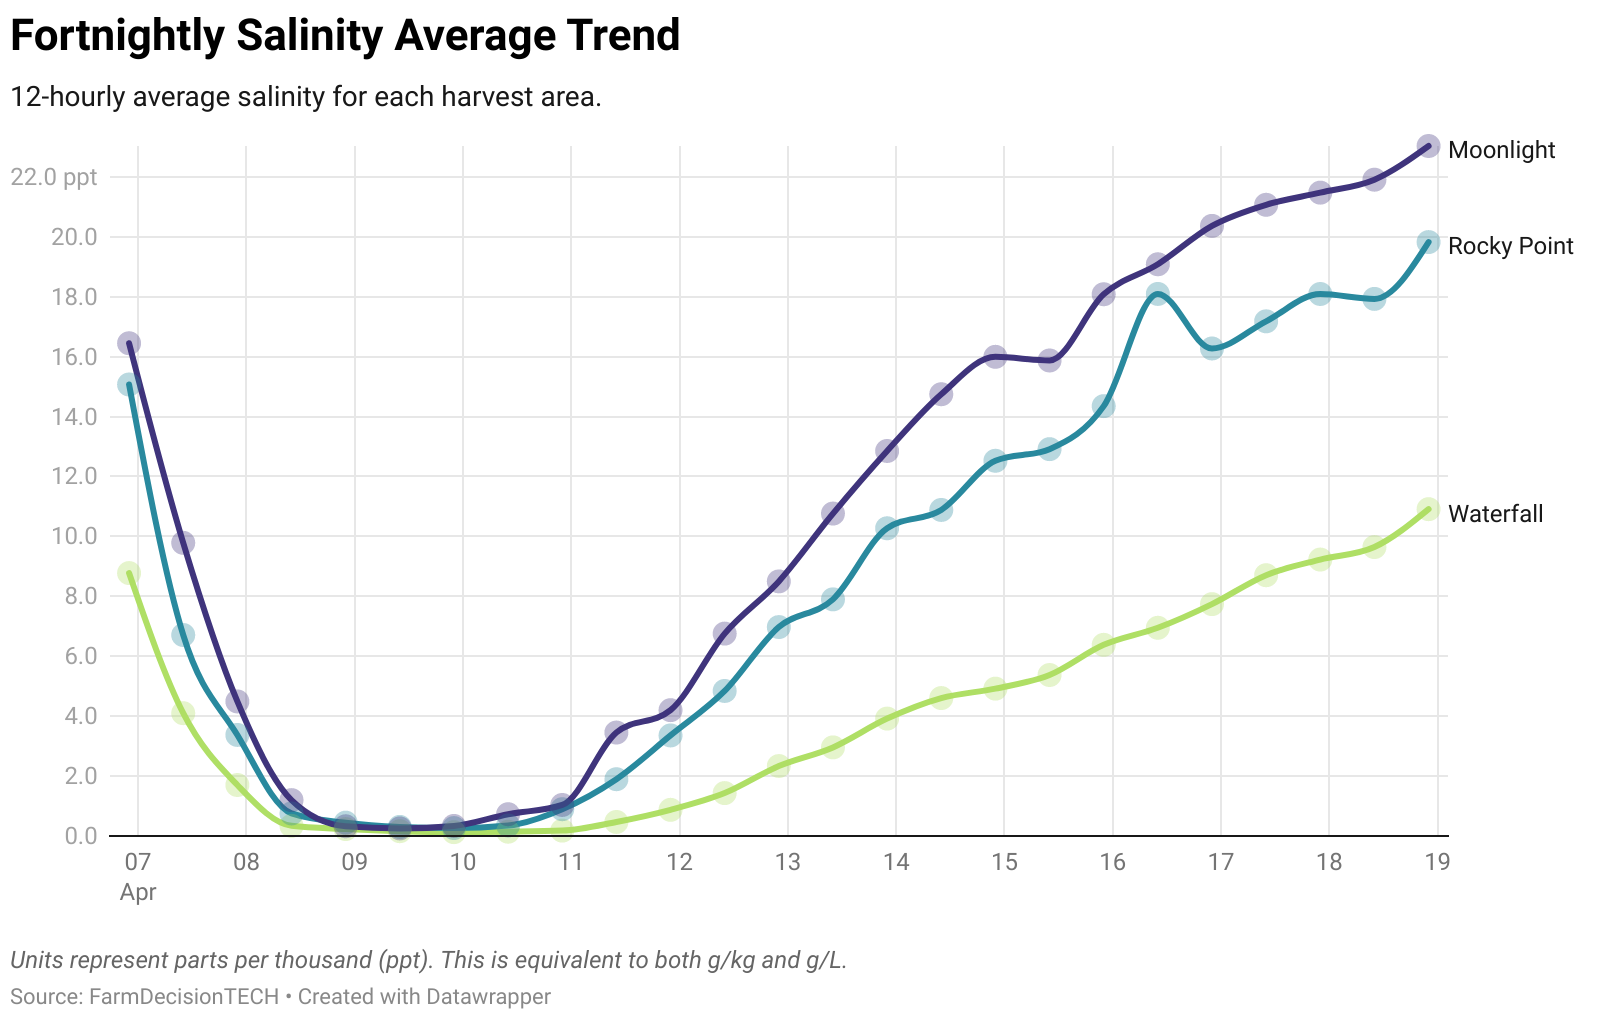 Fortnightly Salinity Average Trend
12-hourly average salinity for each harvest area.
Moonlight
22.0 ppt
20.0
Rocky Point
18.0
16.0
14.0
12.0
Waterfall
10.0
8.0
6.0
4.0
2.0
0.0
07 08 09 10 11 12 13 14 15 16 17 18 19
Apr
Units represent parts per thousand (ppt). This is equivalent to both g/kg and g/L.
Source: FarmDecisionTECH • Created with Datawrapper